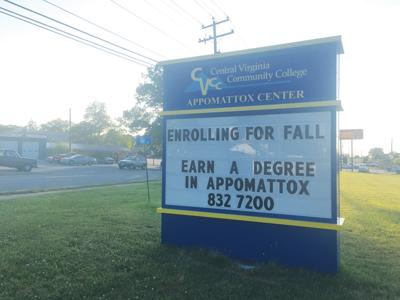 CVCC
Central Virginia
Community College
APPOMATTOX CENTER
ENROLLING FOR FALL
EARN A DEGREE
IN APPOMATTOX
832 7200